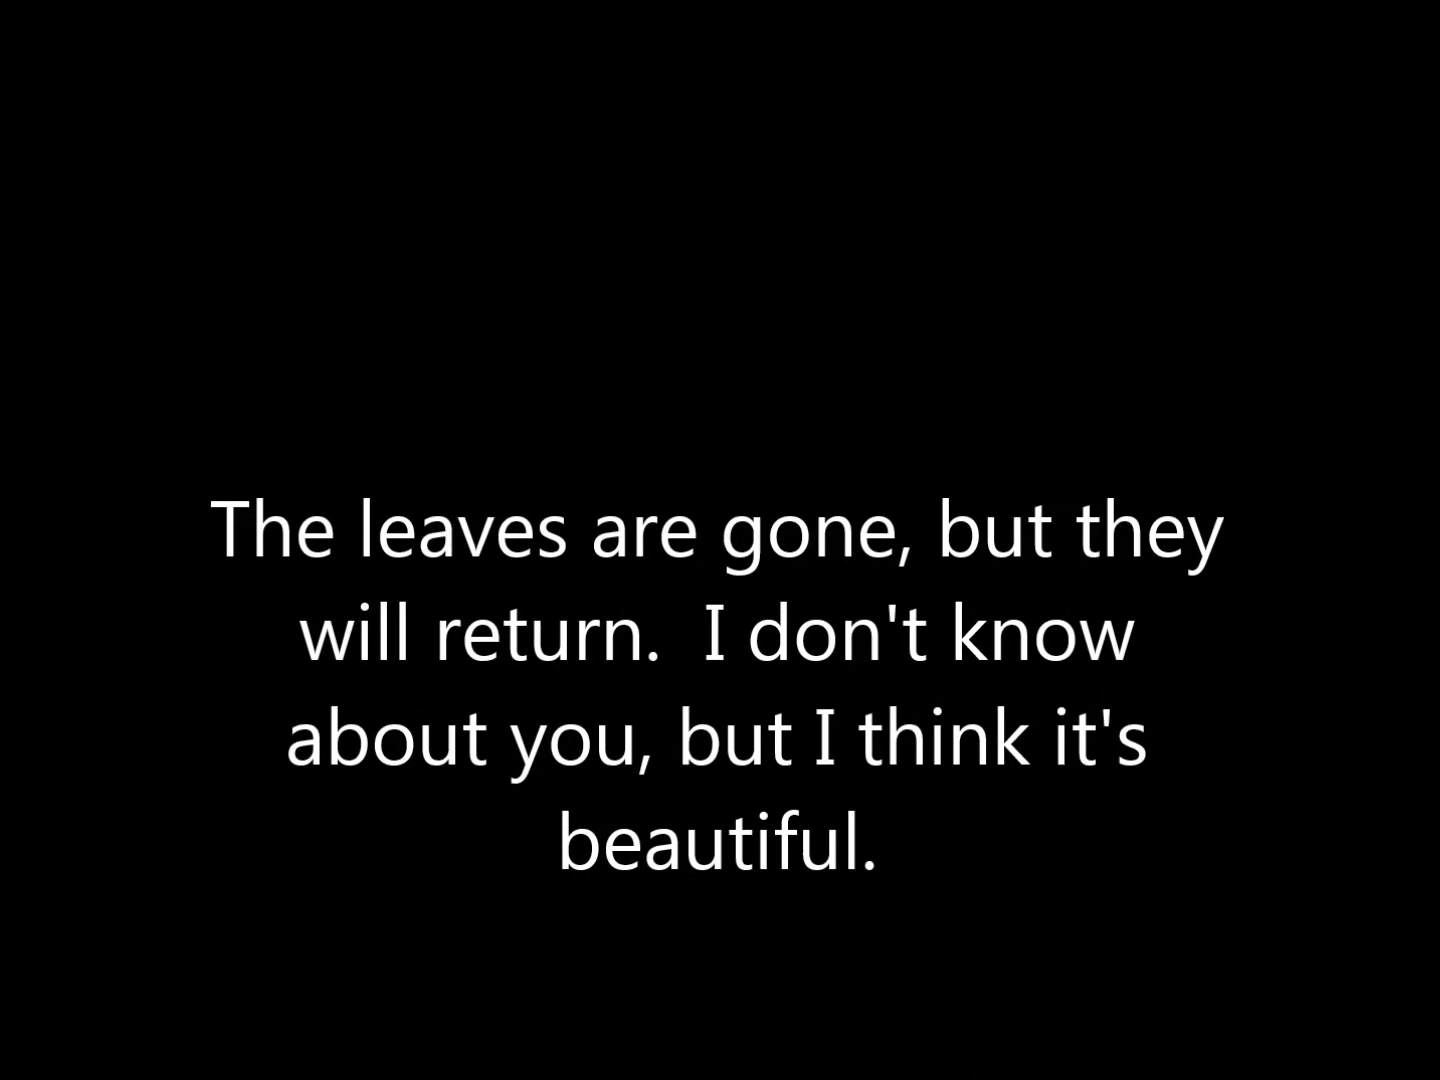 The leaves are gone, but they
will return.  I don't know
about you, but I think it's
beautiful.